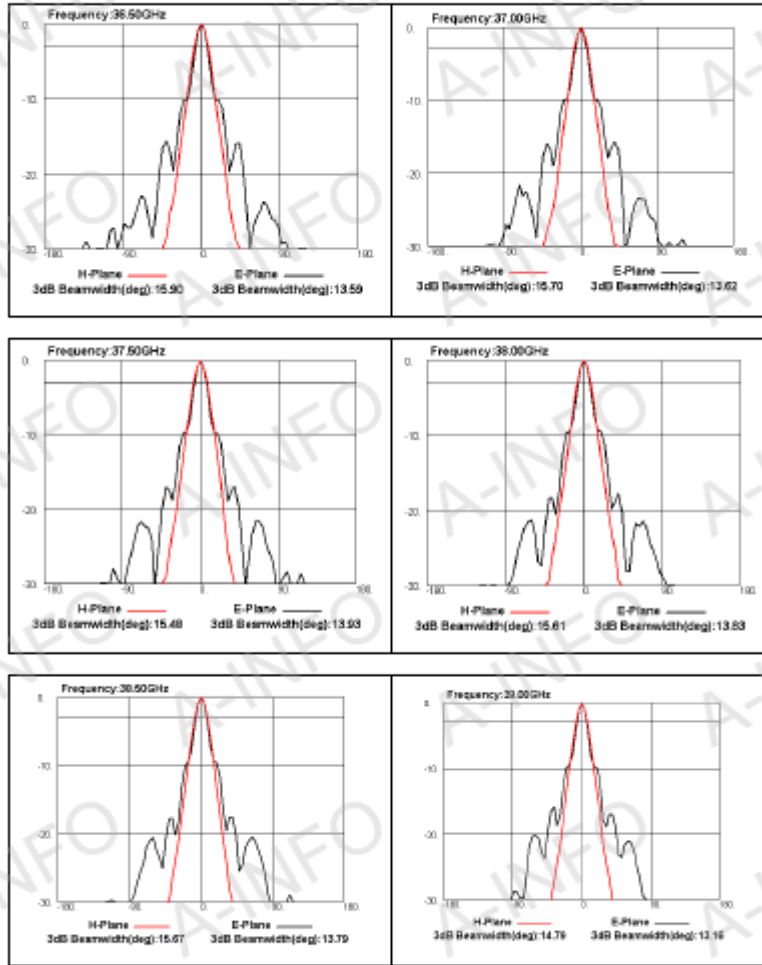 Frequency:36.50GHz
0.
-10.
-20.
-30.
-180. -90. 0. 90. 180.
H-Plane E-Plane
3dB Beamwidth(deg):15.90 3dB Beamwidth(deg):13.59
Frequency:37.00GHz
0.
-10.
-20.
-30.
-180. -90. 0. 90. 180.
H-Plane E-Plane
3dB Beamwidth(deg):15.70 3dB Beamwidth(deg):13.62
Frequency:37.50GHz
0.
-10.
-20.
-30.
-180. -90. 0. 90. 180.
H-Plane E-Plane
3dB Beamwidth(deg):15.48 3dB Beamwidth(deg):13.93
Frequency:38.00GHz
0.
-10.
-20.
-30.
-180. -90. 0. 90. 180.
H-Plane E-Plane
3dB Beamwidth(deg):15.61 3dB Beamwidth(deg):13.83
Frequency:38.50GHz
0.
-10.
-20.
-30.
-180. -90. 0. 90. 180.
H-Plane E-Plane
3dB Beamwidth(deg):15.67 3dB Beamwidth(deg):13.79
Frequency:39.00GHz
0.
-10.
-20.
-30.
-180. -90. 0. 90. 180.
H-Plane E-Plane
3dB Beamwidth(deg):14.79 3dB Beamwidth(deg):13.16
A-INFO